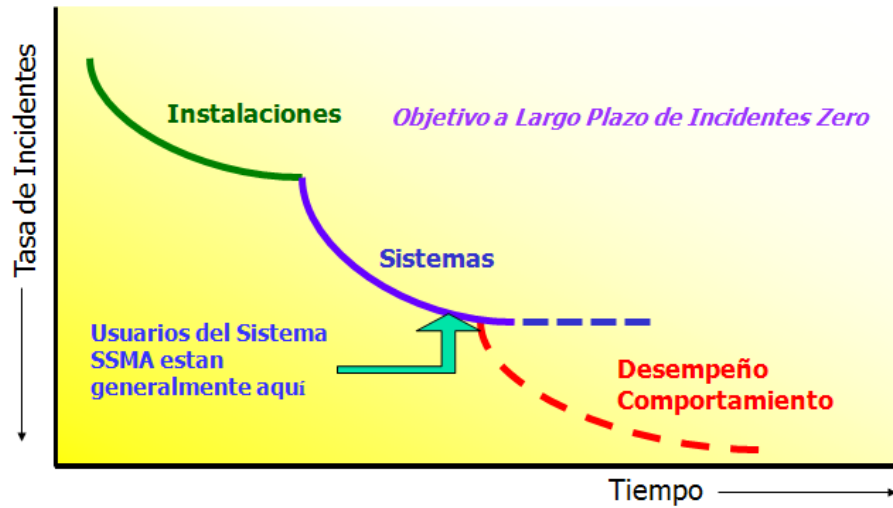 Tasa de Incidentes
Instalaciones
Objetivo a Largo Plazo de Incidentes Zero
Sistemas
Usuarios del Sistema
SSMA estan
generalmente aquí
Desempeño
Comportamiento
Tiempo